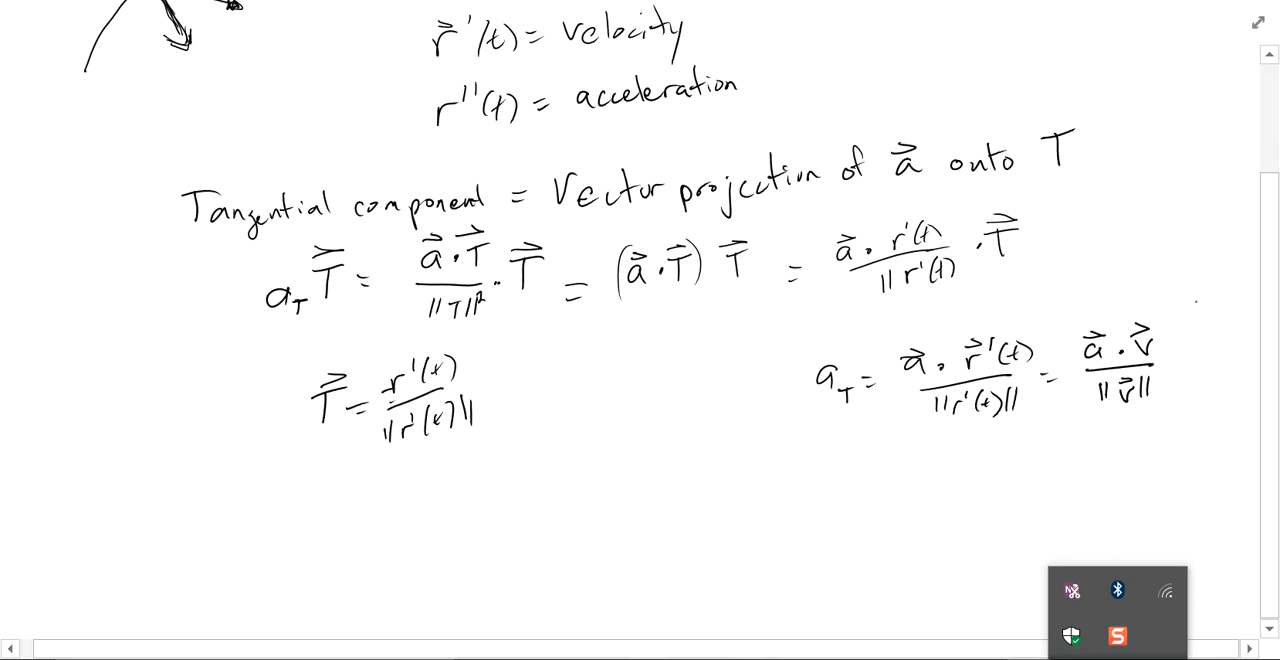 r⃗'(t) = velocity
r''(t) = acceleration
Tangential component = Vector projection of a⃗ onto T
a_T T⃗ = (a⃗ · T⃗)/||T||² · T⃗ = (a⃗ · T⃗) T⃗ = (a⃗ · r'(t))/||r'(t)|| · T⃗
T⃗ = r'(t)/||r'(t)||
a_T = (a⃗ · r⃗'(t))/||r'(t)|| = (a⃗ · v⃗)/||v⃗||